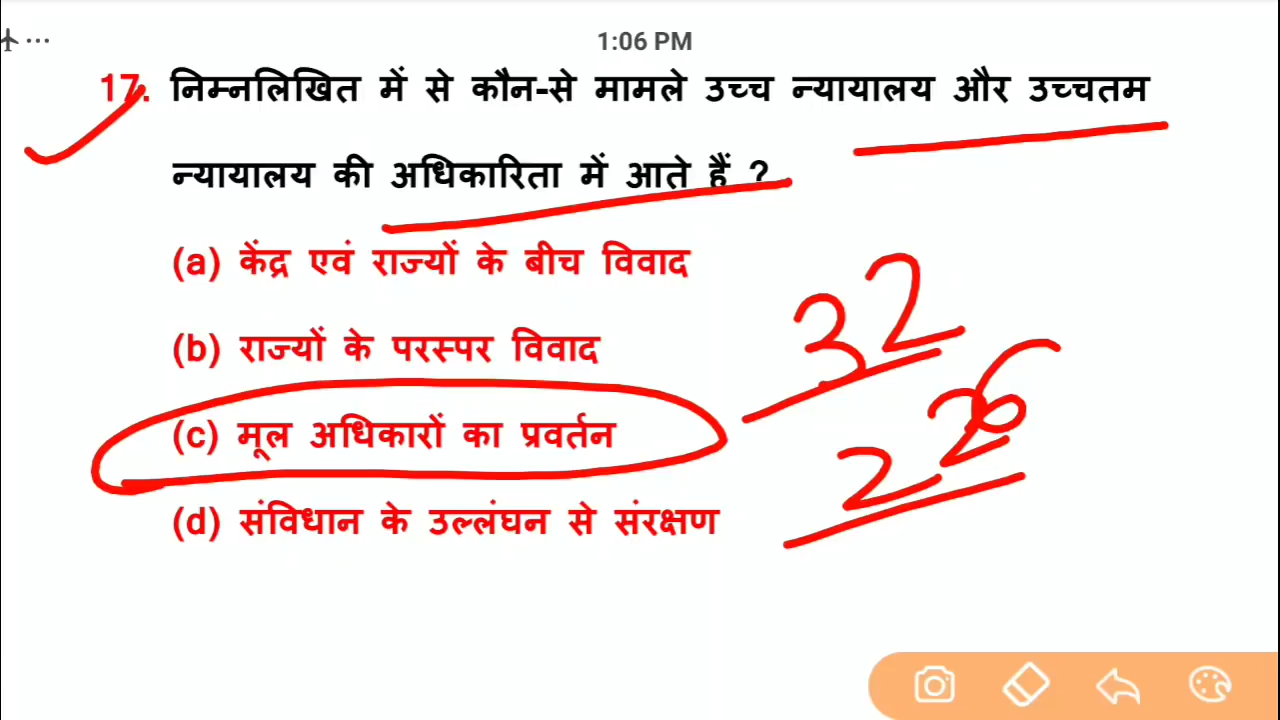 1:06 PM
17. निम्नलिखित में से कौन-से मामले उच्च न्यायालय और उच्चतम
न्यायालय की अधिकारिता में आते हैं ?
(a) केंद्र एवं राज्यों के बीच विवाद
(b) राज्यों के परस्पर विवाद
(c) मूल अधिकारों का प्रवर्तन
(d) संविधान के उल्लंघन से संरक्षण
32
226